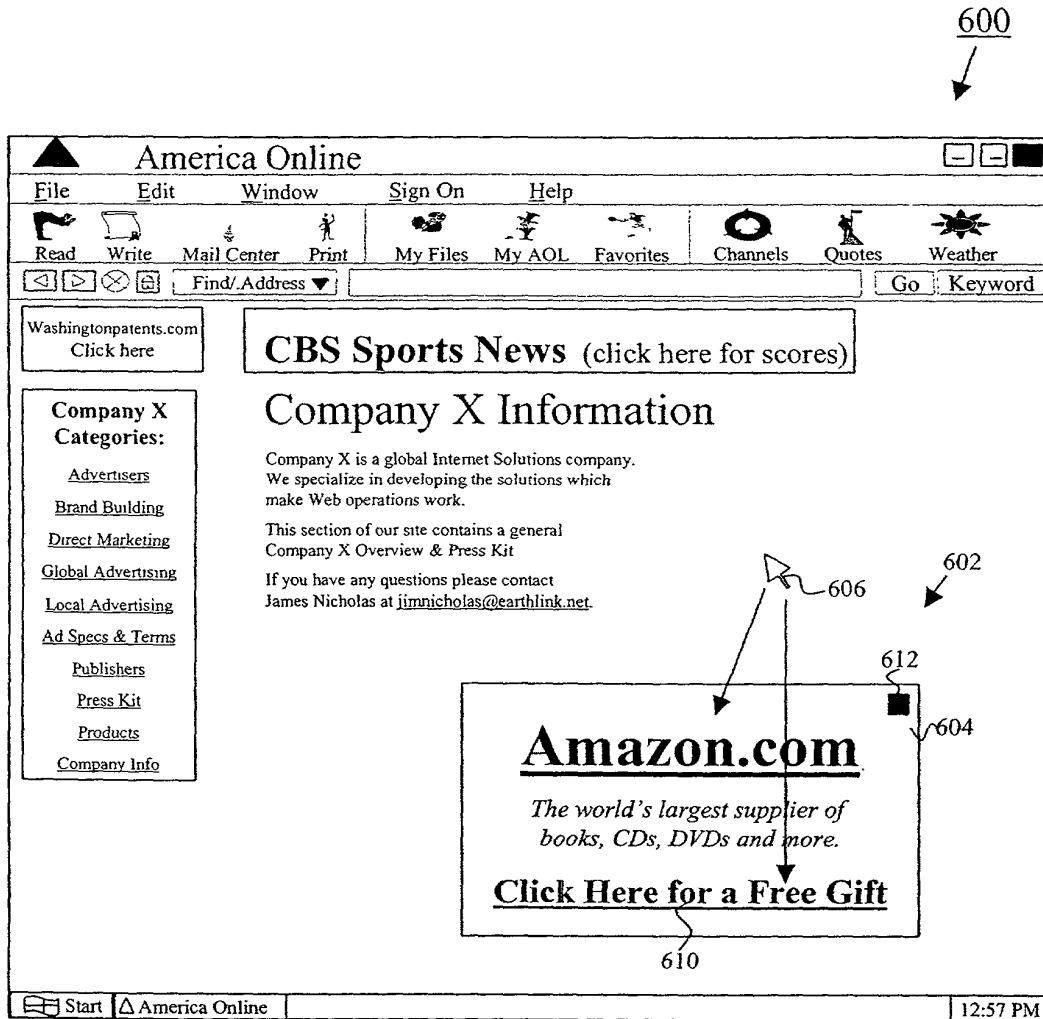 600
America Online
File Edit Window Sign On Help
Read Write Mail Center Print My Files My AOL Favorites Channels Quotes Weather
Find/.Address Go Keyword
Washingtonpatents.com
Click here
CBS Sports News (click here for scores)
Company X
Categories:
Advertisers
Brand Building
Direct Marketing
Global Advertising
Local Advertising
Ad Specs & Terms
Publishers
Press Kit
Products
Company Info
Company X Information
Company X is a global Internet Solutions company.
We specialize in developing the solutions which
make Web operations work.
This section of our site contains a general
Company X Overview & Press Kit
If you have any questions please contact
James Nicholas at jimnicholas@earthlink.net.
606
602
612
604
Amazon.com
The world's largest supplier of
books, CDs, DVDs and more.
Click Here for a Free Gift
610
Start America Online 12:57 PM